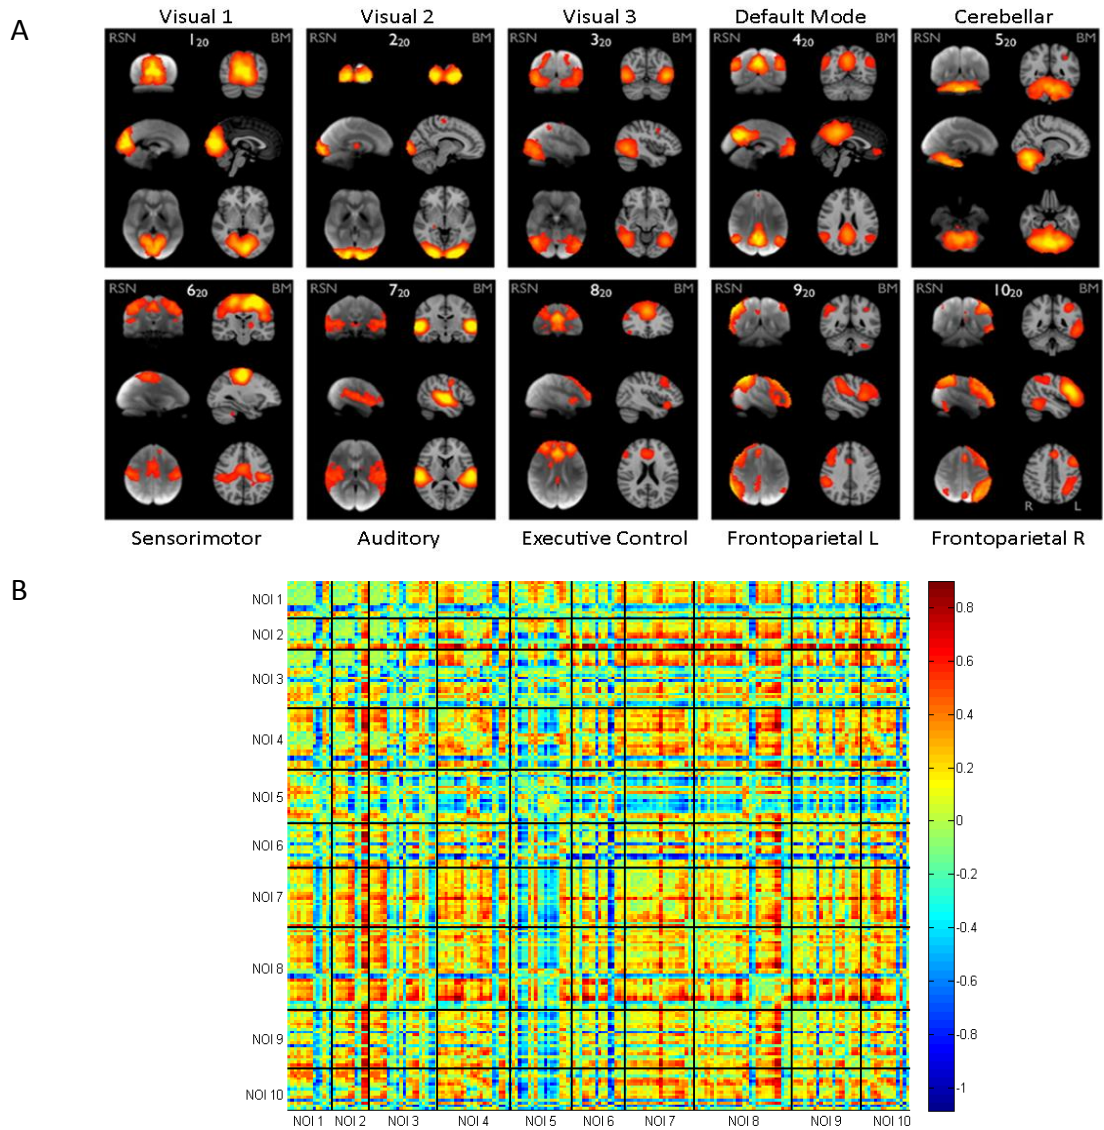 A
Visual 1 Visual 2 Visual 3 Default Mode Cerebellar
RSN 1₂₀ BM RSN 2₂₀ BM RSN 3₂₀ BM RSN 4₂₀ BM RSN 5₂₀ BM
RSN 6₂₀ BM RSN 7₂₀ BM RSN 8₂₀ BM RSN 9₂₀ BM RSN 10₂₀ BM
R L
Sensorimotor Auditory Executive Control Frontoparietal L Frontoparietal R
B
NOI 1
NOI 2
NOI 3
NOI 4
NOI 5
NOI 6
NOI 7
NOI 8
NOI 9
NOI 10
NOI 1 NOI 2 NOI 3 NOI 4 NOI 5 NOI 6 NOI 7 NOI 8 NOI 9 NOI 10
0.8
0.6
0.4
0.2
0
-0.2
-0.4
-0.6
-0.8
-1